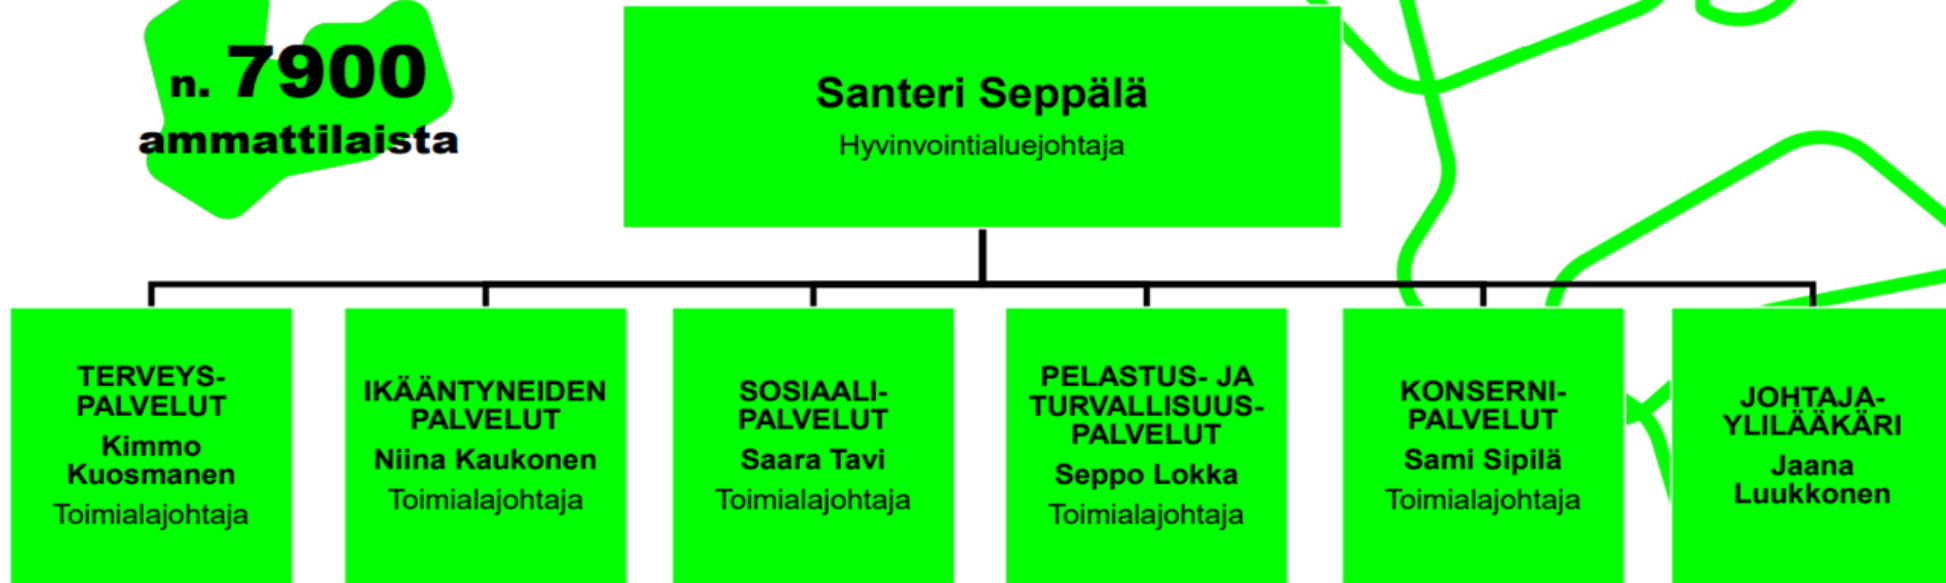 n. 7900
ammattilaista
Santeri Seppälä
Hyvinvointialuejohtaja
TERVEYS-
PALVELUT
Kimmo
Kuosmanen
Toimialajohtaja
IKÄÄNTYNEIDEN
PALVELUT
Niina Kaukonen
Toimialajohtaja
SOSIAALI-
PALVELUT
Saara Tavi
Toimialajohtaja
PELASTUS- JA
TURVALLISUUS-
PALVELUT
Seppo Lokka
Toimialajohtaja
KONSERNI-
PALVELUT
Sami Sipilä
Toimialajohtaja
JOHTAJA-
YLILÄÄKÄRI
Jaana
Luukkonen